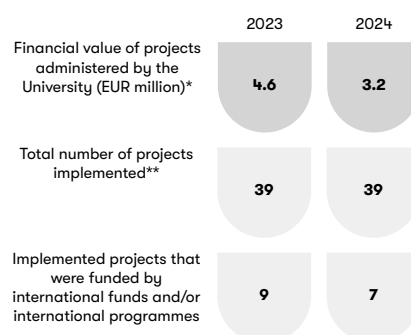 2023 2024
Financial value of projects
administered by the
University (EUR million)*
4.6 3.2
Total number of projects
implemented**
39 39
Implemented projects that
were funded by
international funds and/or
international programmes
9 7